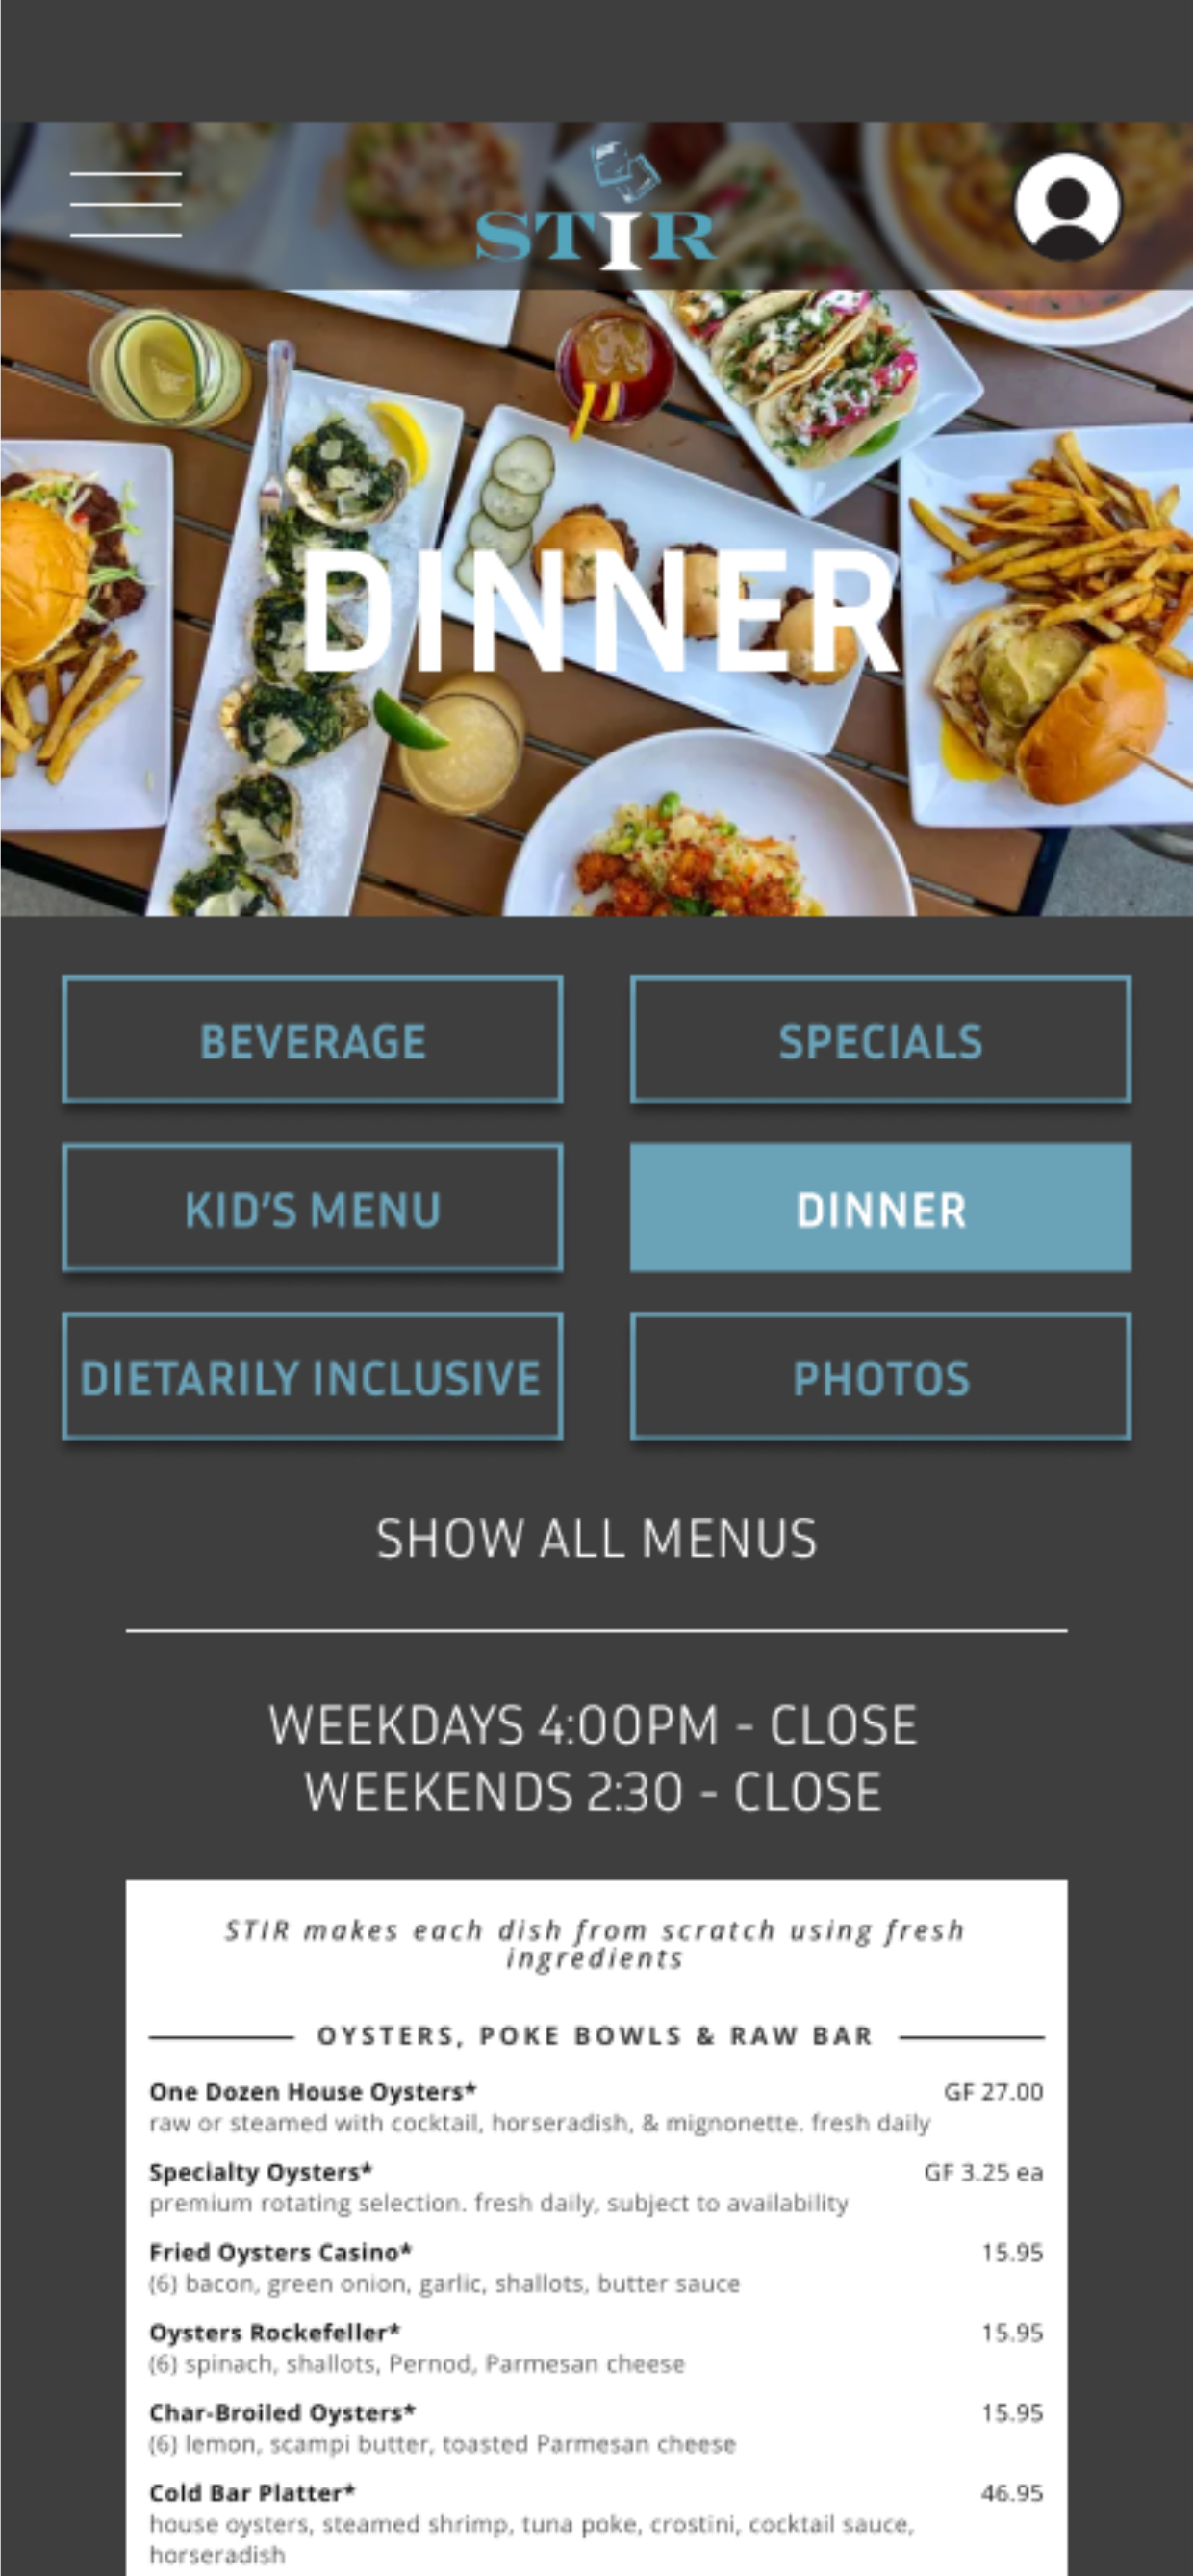 STIR
DINNER
BEVERAGE
SPECIALS
KID'S MENU
DINNER
DIETARILY INCLUSIVE
PHOTOS
SHOW ALL MENUS
WEEKDAYS 4:00PM - CLOSE
WEEKENDS 2:30 - CLOSE
STIR makes each dish from scratch using fresh
ingredients
OYSTERS, POKE BOWLS & RAW BAR
One Dozen House Oysters* GF 27.00
raw or steamed with cocktail, horseradish, & mignonette. fresh daily
Specialty Oysters* GF 3.25 ea
premium rotating selection. fresh daily, subject to availability
Fried Oysters Casino* 15.95
(6) bacon, green onion, garlic, shallots, butter sauce
Oysters Rockefeller* 15.95
(6) spinach, shallots, Pernod, Parmesan cheese
Char-Broiled Oysters* 15.95
(6) lemon, scampi butter, toasted Parmesan cheese
Cold Bar Platter* 46.95
house oysters, steamed shrimp, tuna poke, crostini, cocktail sauce,
horseradish